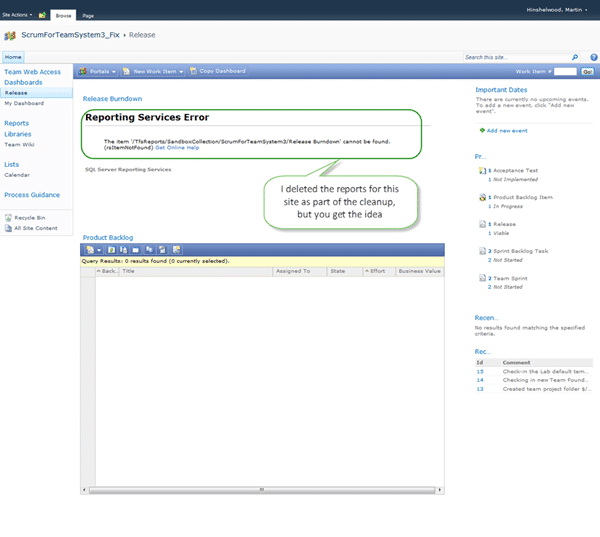 Hinshelwood, Martin
Site Actions
Browse
Page
ScrumForTeamSystem3_Fix › Release
Home
Search this site...
Team Web Access
Dashboards
Release
My Dashboard
Reports
Libraries
Team Wiki
Lists
Calendar
Process Guidance
Recycle Bin
All Site Content
Portals
New Work Item
Copy Dashboard
Work Item #
Go!
Release Burndown
Reporting Services Error
The item '/TfsReports/SandboxCollection/ScrumForTeamSystem3/Release Burndown' cannot be found.
(rsItemNotFound) Get Online Help
SQL Server Reporting Services
I deleted the reports for this
site as part of the cleanup,
but you get the idea
Product Backlog
Query Results: 0 results found (0 currently selected).
Back.. Title Assigned To State Effort Business Value
Important Dates
There are currently no upcoming events.
To add a new event, click "Add new
event".
Add new event
Pr...
1 Acceptance Test
1 Not Implemented
1 Product Backlog Item
1 In Progress
1 Release
1 Viable
3 Sprint Backlog Task
3 Not Started
2 Team Sprint
2 Not Started
Recen...
No results found matching the specified
criteria.
Rec...
Id Comment
15 Check-in the Lab default tem...
14 Checking in new Team Found...
13 Created team project folder $/...